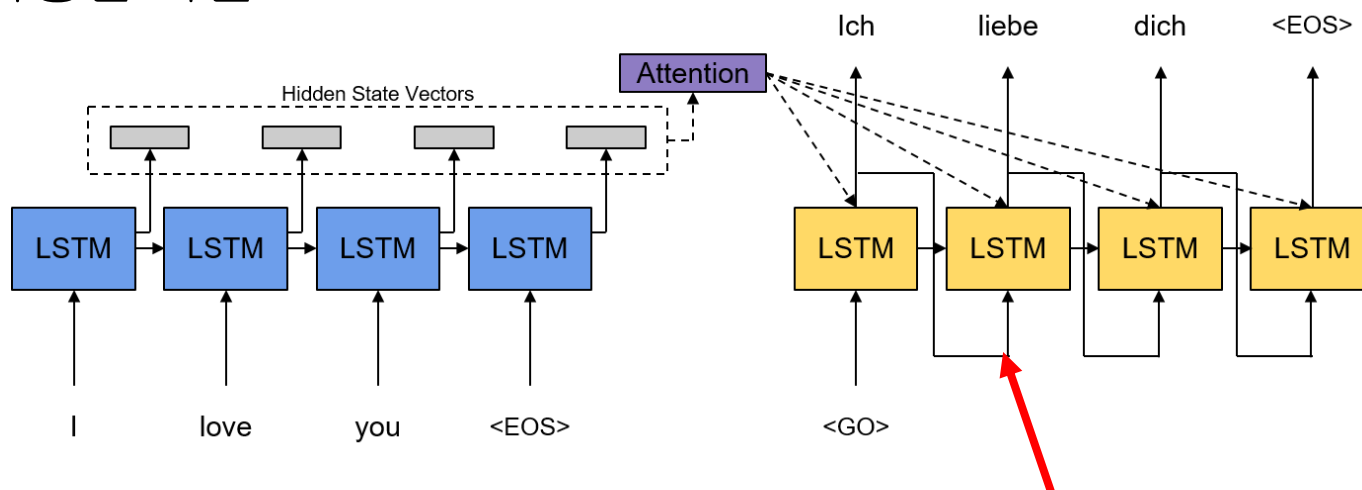 Ich liebe dich <EOS>
Attention
Hidden State Vectors
LSTM LSTM LSTM LSTM LSTM LSTM LSTM LSTM
I love you <EOS> <GO>